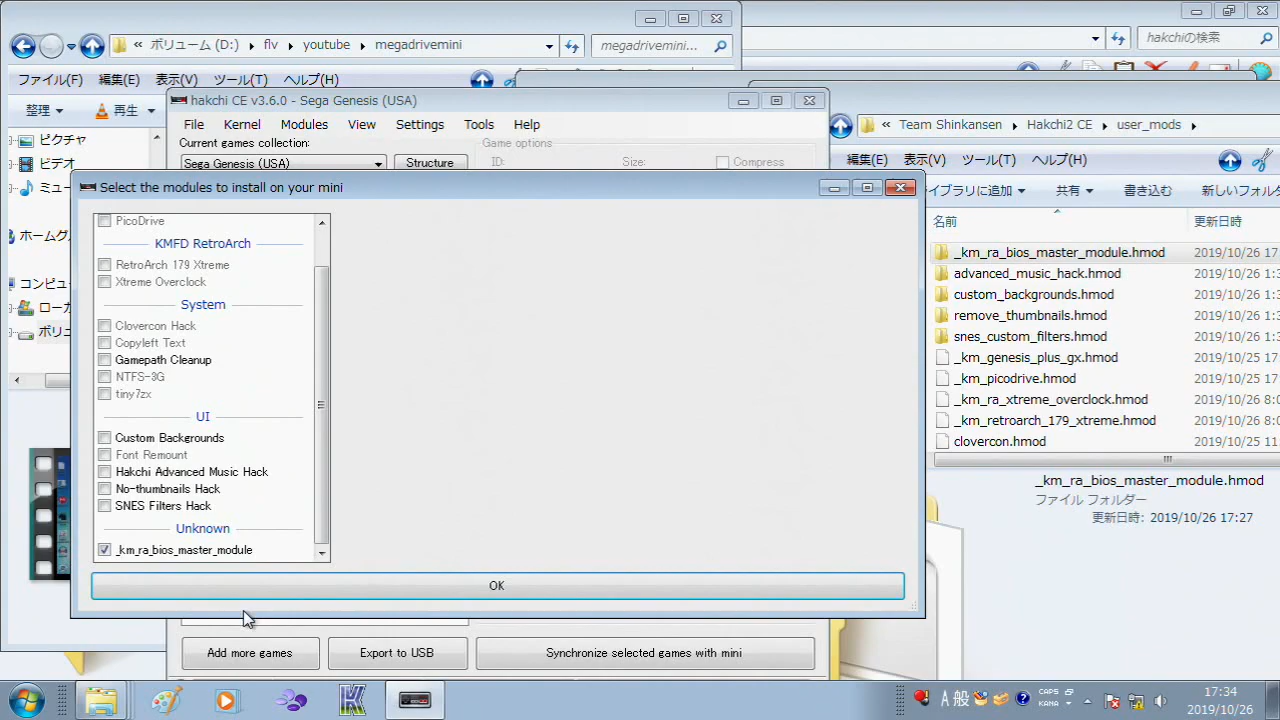 ボリューム (D:)
flv
youtube
megadrivemini
megadrivemini...
hakchiの検索
ファイル(F)
編集(E)
表示(V)
ツール(T)
ヘルプ(H)
整理
再生
hakchi CE v3.6.0 - Sega Genesis (USA)
File
Kernel
Modules
View
Settings
Tools
Help
Current games collection:
Game options
Sega Genesis (USA)
Structure
ID:
Size:
Compress
Team Shinkansen
Hakchi2 CE
user_mods
編集(E)
表示(V)
ツール(T)
ヘルプ(H)
イブラリに追加
共有
書き込む
新しいフォルダ
ピクチャ
ビデオ
ミュー
ホームグル
コンピュー
ローカ
ボリュ
Select the modules to install on your mini
PicoDrive
KMFD RetroArch
RetroArch 179 Xtreme
Xtreme Overclock
System
Clovercon Hack
Copyleft Text
Gamepath Cleanup
NTFS-3G
tiny7zx
UI
Custom Backgrounds
Font Remount
Hakchi Advanced Music Hack
No-thumbnails Hack
SNES Filters Hack
Unknown
_km_ra_bios_master_module
OK
名前
更新日時
_km_ra_bios_master_module.hmod
2019/10/26 17:
advanced_music_hack.hmod
2019/10/26 1:3
custom_backgrounds.hmod
2019/10/26 1:3
remove_thumbnails.hmod
2019/10/26 1:3
snes_custom_filters.hmod
2019/10/26 1:3
_km_genesis_plus_gx.hmod
2019/10/25 17:
_km_picodrive.hmod
2019/10/25 17:
_km_ra_xtreme_overclock.hmod
2019/10/26 8:0
_km_retroarch_179_xtreme.hmod
2019/10/26 8:0
clovercon.hmod
2019/10/25 11:
_km_ra_bios_master_module.hmod
ファイル フォルダー
更新日時: 2019/10/26 17:27
Add more games
Export to USB
Synchronize selected games with mini
A 般
CAPS
KANA
17:34
2019/10/26